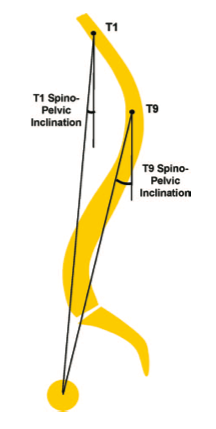 T1
T1 Spino-
Pelvic
Inclination
T9
T9 Spino-
Pelvic
Inclination